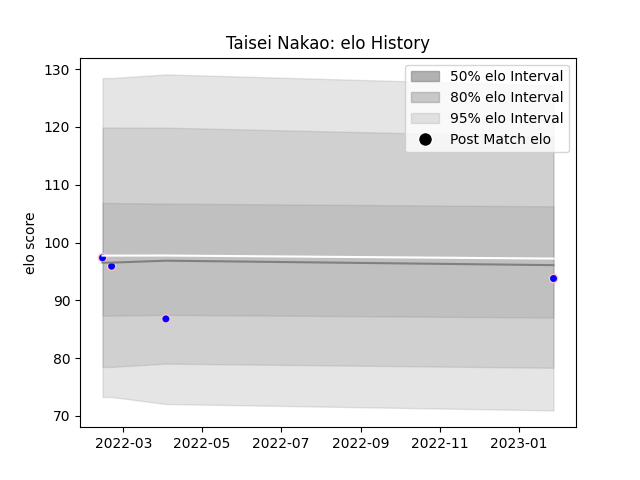 Taisei Nakao: elo History
50% elo Interval
80% elo Interval
95% elo Interval
Post Match elo
elo score
130
120
110
100
90
80
70
2022-03
2022-05
2022-07
2022-09
2022-11
2023-01